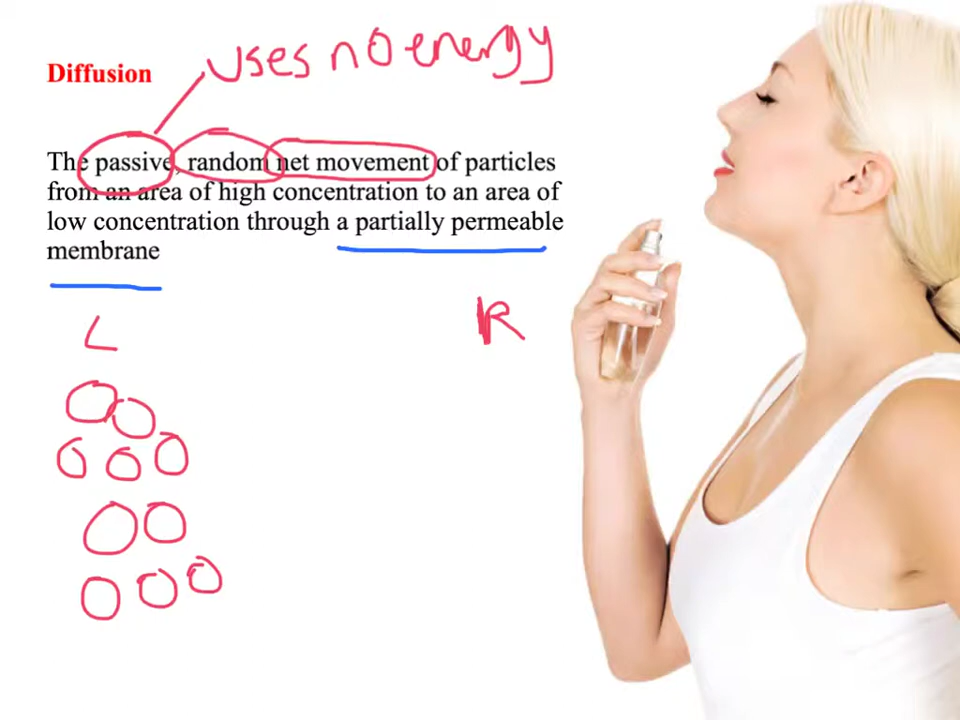 uses no energy
Diffusion
The passive, random net movement of particles
from an area of high concentration to an area of
low concentration through a partially permeable
membrane
L
R